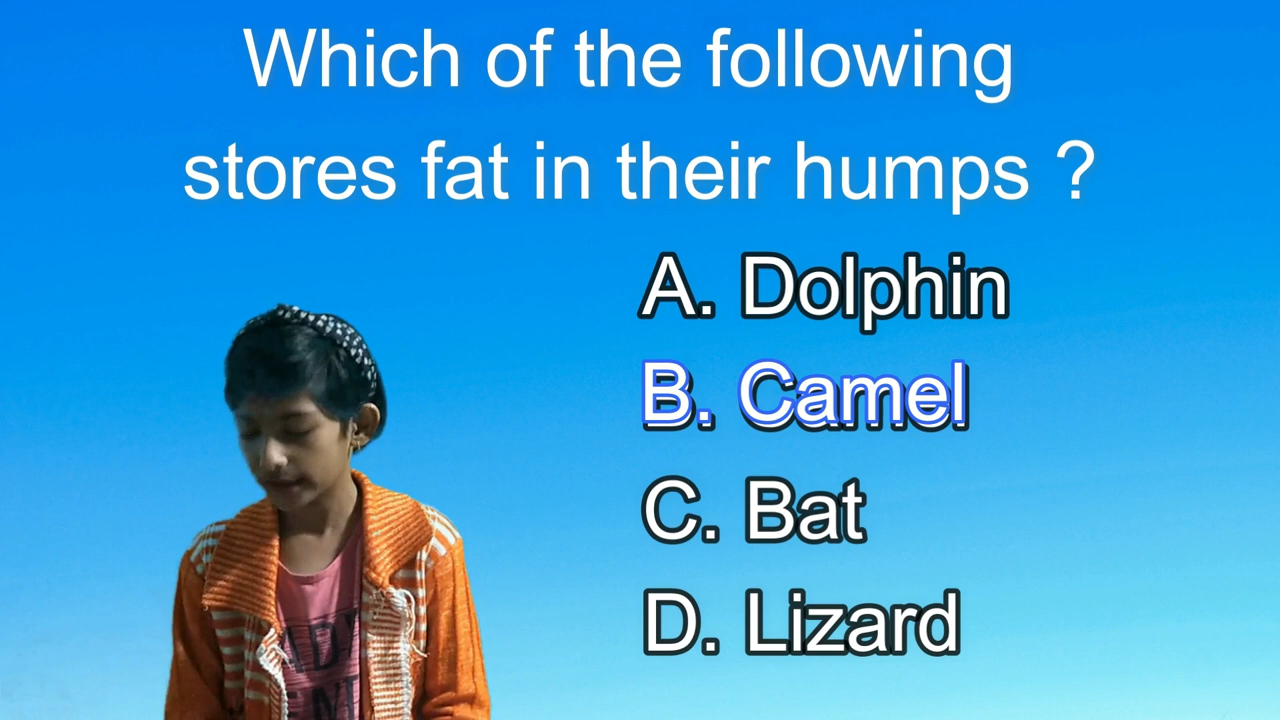 Which of the following
stores fat in their humps ?
A. Dolphin
B. Camel
C. Bat
D. Lizard